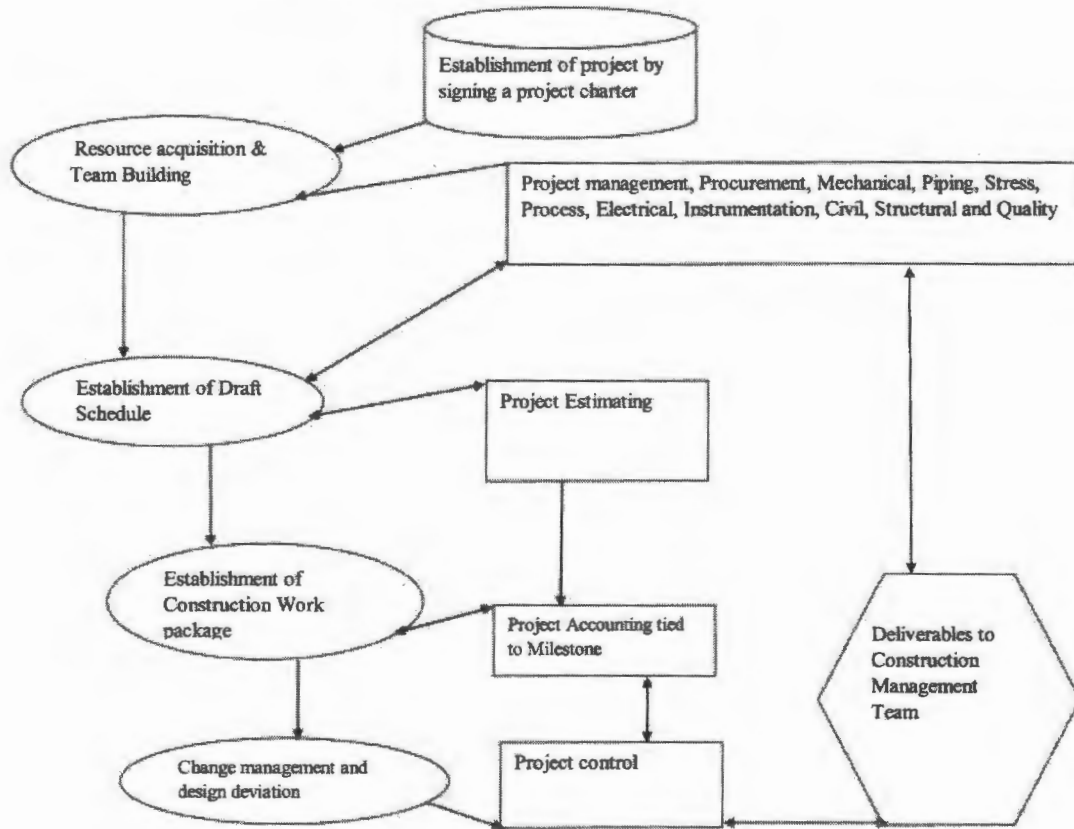 Establishment of project by
signing a project charter
Resource acquisition &
Team Building
Project management, Procurement, Mechanical, Piping, Stress,
Process, Electrical, Instrumentation, Civil, Structural and Quality
Establishment of Draft
Schedule
Project Estimating
Establishment of
Construction Work
package
Project Accounting tied
to Milestone
Deliverables to
Construction
Management
Team
Change management and
design deviation
Project control